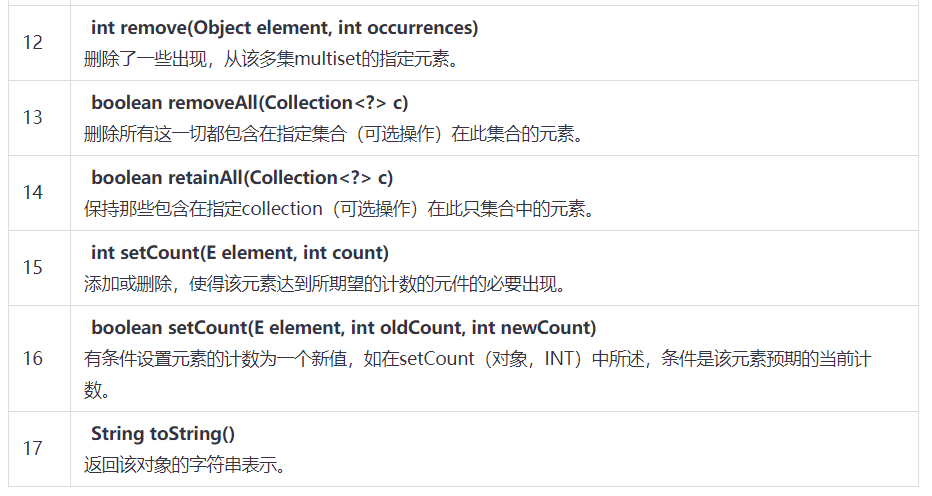 12
int remove(Object element, int occurrences)
删除了一些出现，从该多集multiset的指定元素。
13
boolean removeAll(Collection<?> c)
删除所有这一切都包含在指定集合（可选操作）在此集合的元素。
14
boolean retainAll(Collection<?> c)
保持那些包含在指定collection（可选操作）在此只集合中的元素。
15
int setCount(E element, int count)
添加或删除，使得该元素达到所期望的计数的元件的必要出现。
16
boolean setCount(E element, int oldCount, int newCount)
有条件设置元素的计数为一个新值，如在setCount（对象，INT）中所述，条件是该元素预期的当前计
数。
17
String toString()
返回该对象的字符串表示。